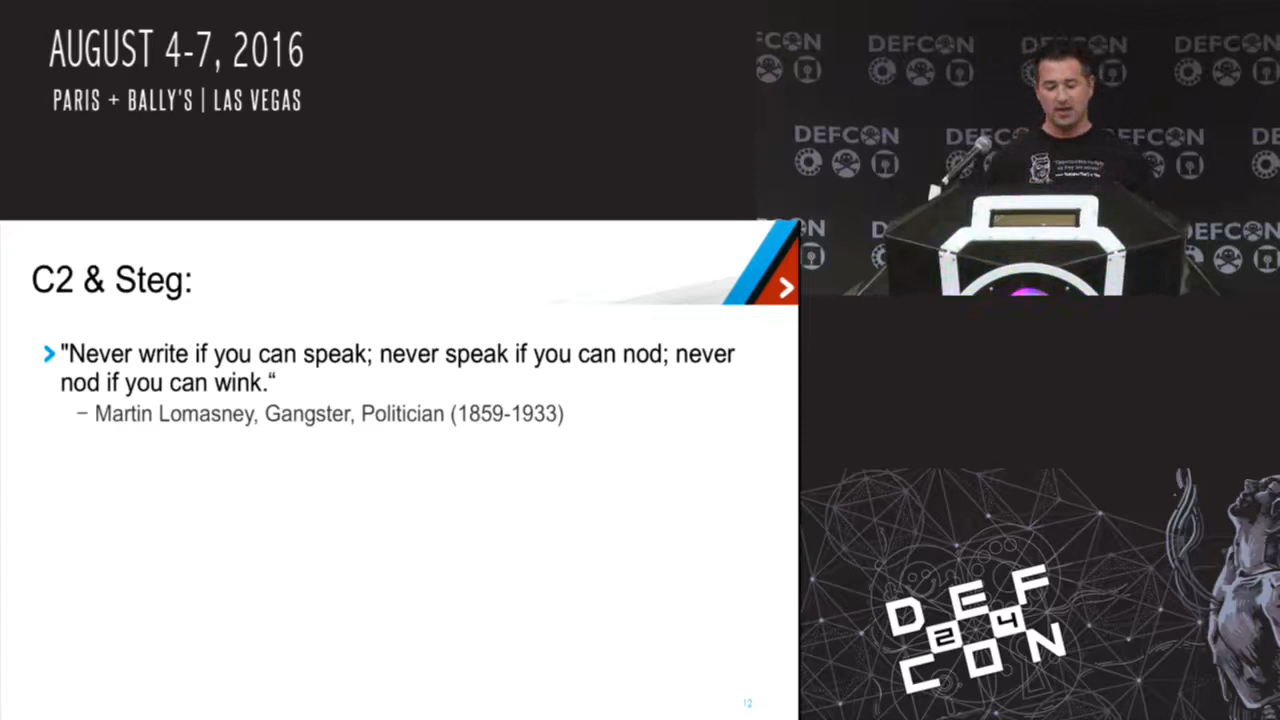 AUGUST 4-7, 2016
PARIS + BALLY'S | LAS VEGAS
DEFCON DEFCON DEFCON
DEFCON DEFCON
DEFCON
C2 & Steg:
"Never write if you can speak; never speak if you can nod; never
nod if you can wink.“
− Martin Lomasney, Gangster, Politician (1859-1933)
12
DEF
24
CON